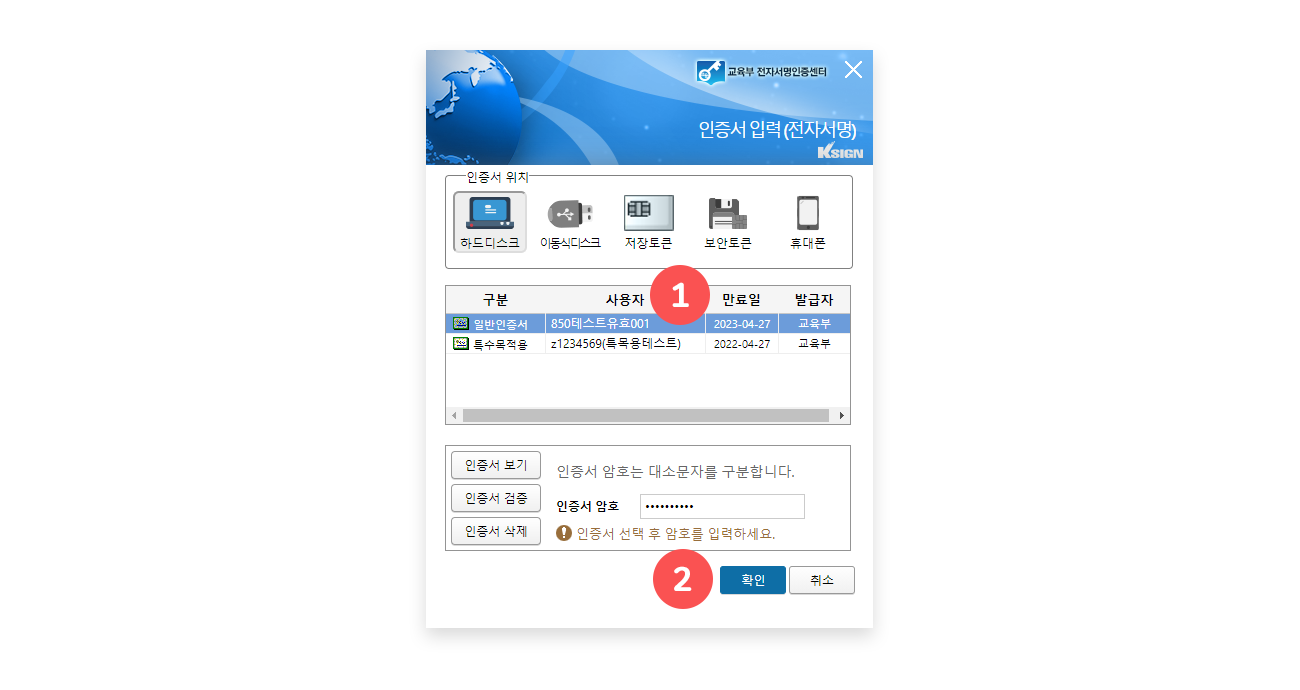 교육부 전자서명인증센터
인증서 입력 (전자서명)
KSIGN
인증서 위치
하드디스크 이동식디스크 저장토큰 보안토큰 휴대폰
1
구분 사용자 만료일 발급자
일반인증서 850테스트유효001 2023-04-27 교육부
특수목적용 z1234569(특목용테스트) 2022-04-27 교육부
인증서 보기
인증서 암호는 대소문자를 구분합니다.
인증서 검증
인증서 암호 ••••••••••
인증서 삭제
인증서 선택 후 암호를 입력하세요.
2
확인 취소